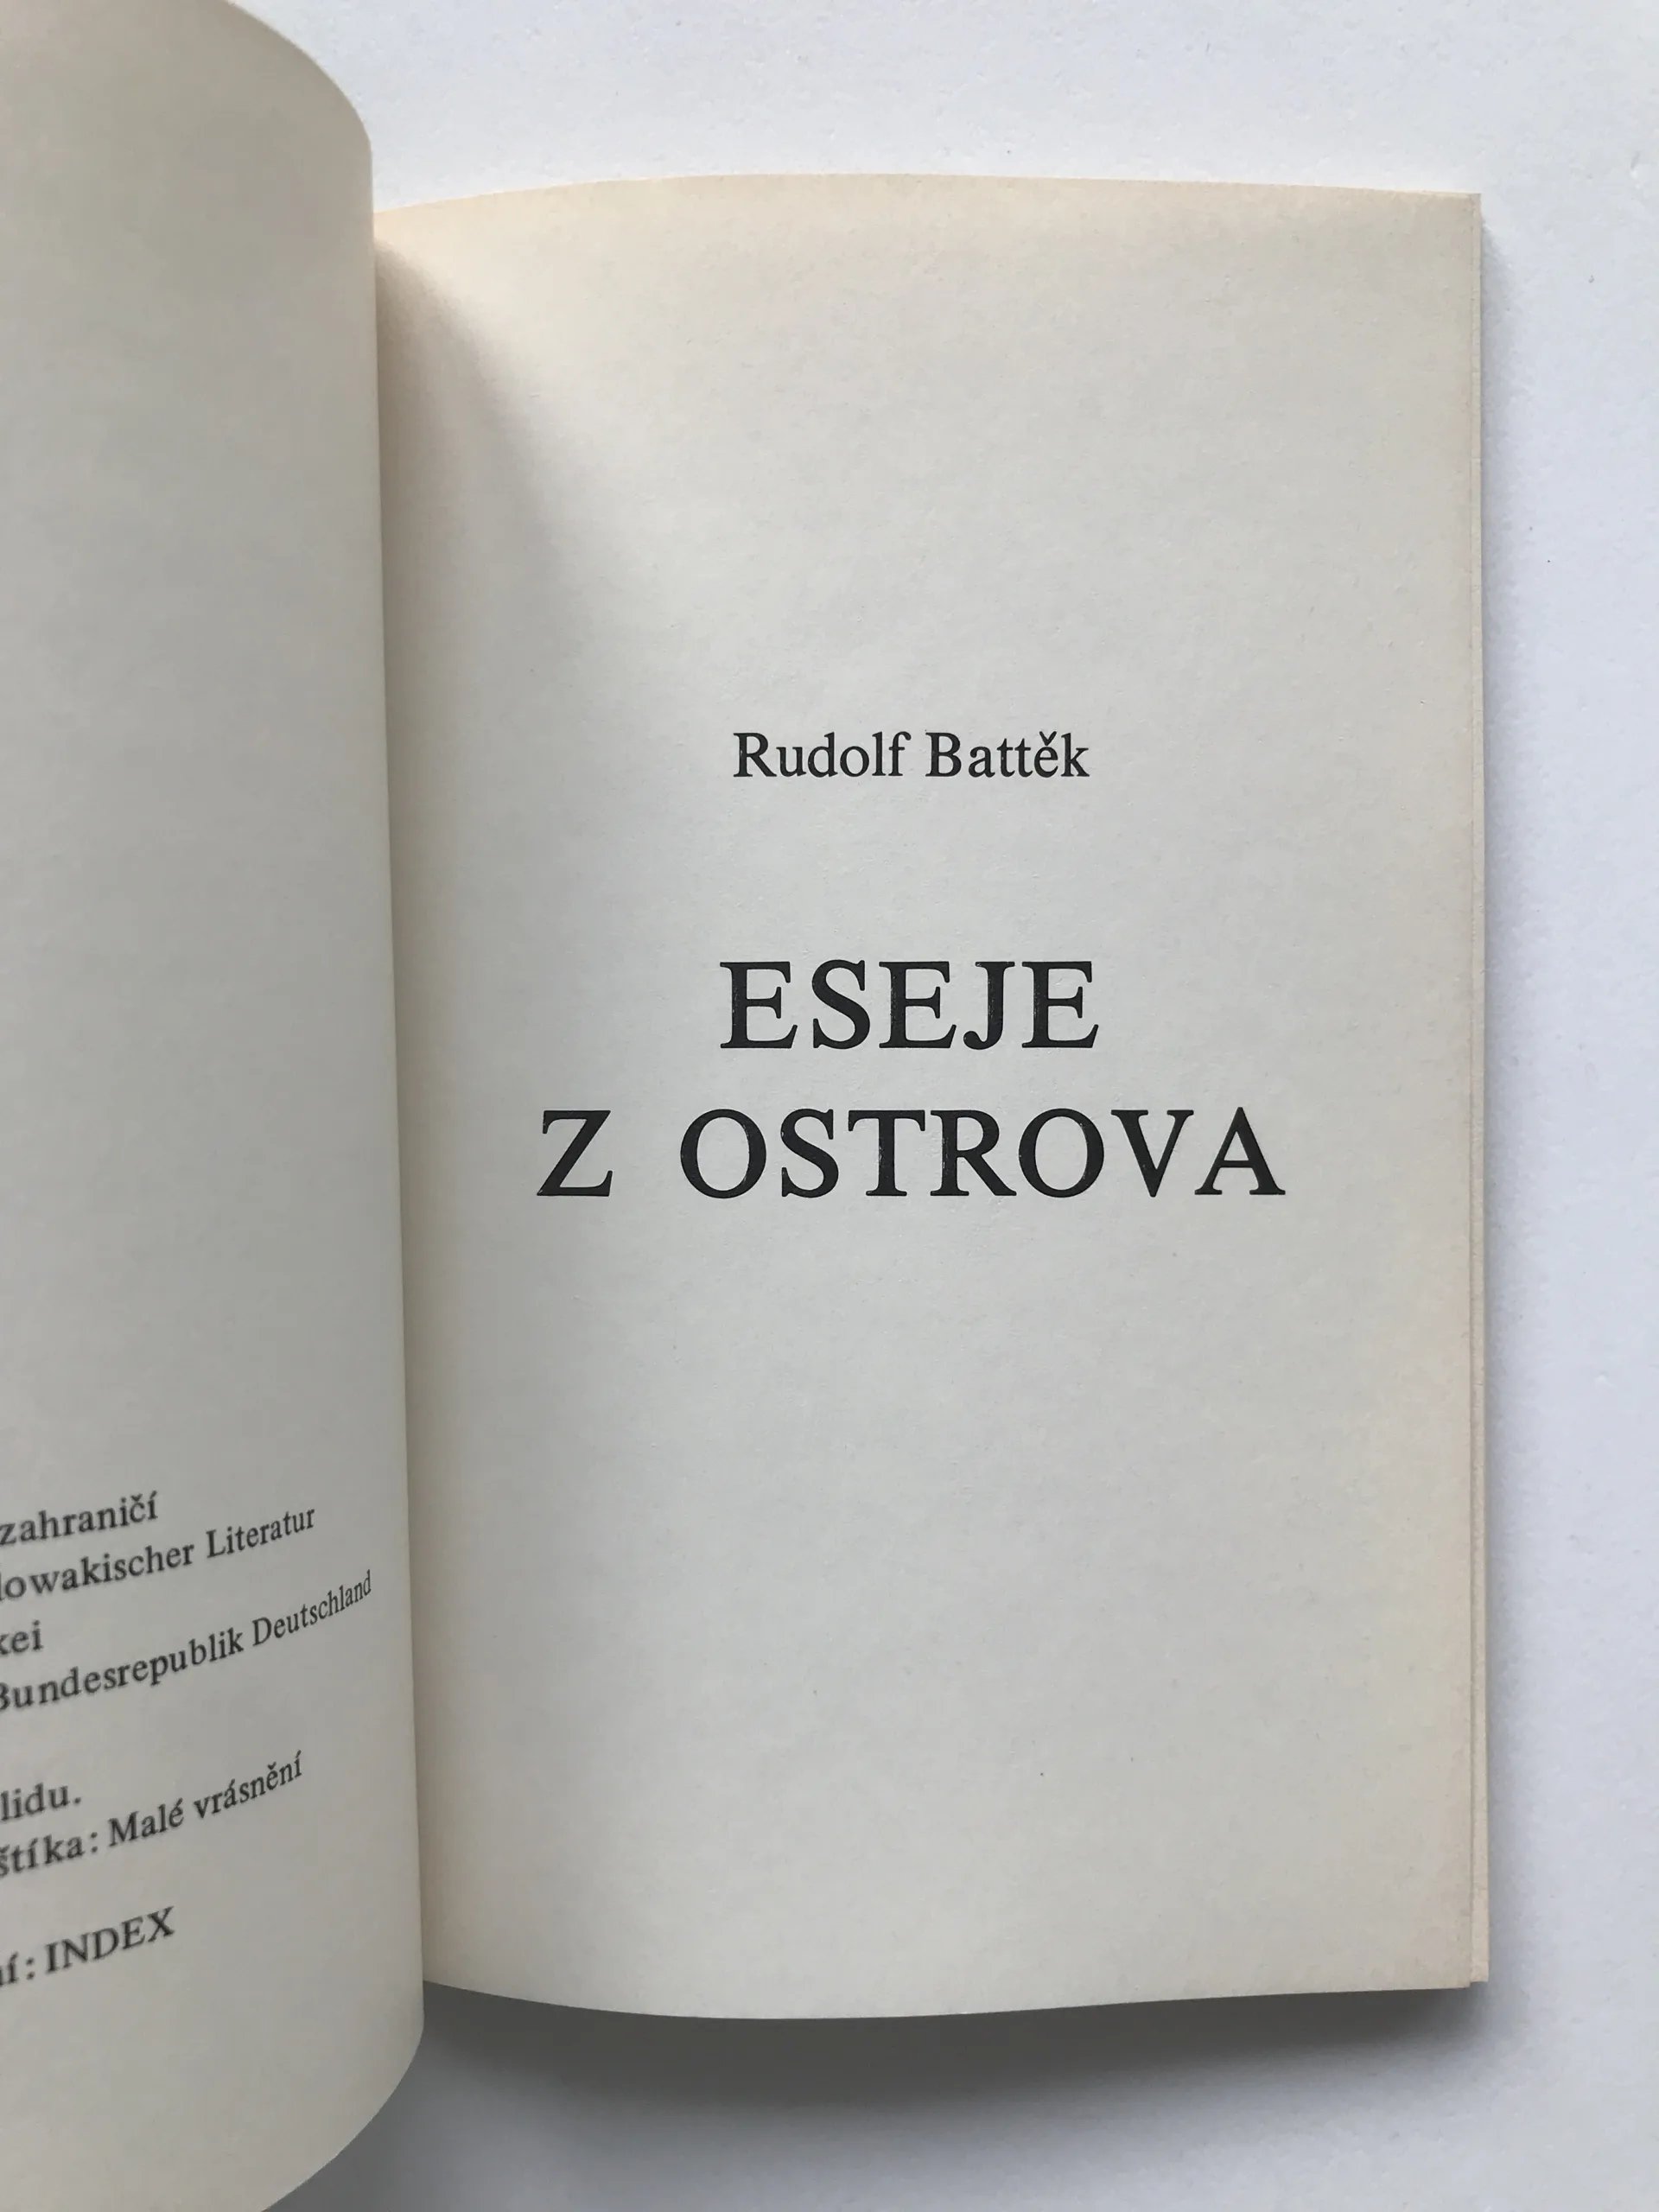 zahraničí
lowakischer Literatur
kei
Bundesrepublik Deutschland
lidu.
štíka: Malé vrásnění
ní: INDEX
Rudolf Battěk
ESEJE
Z OSTROVA